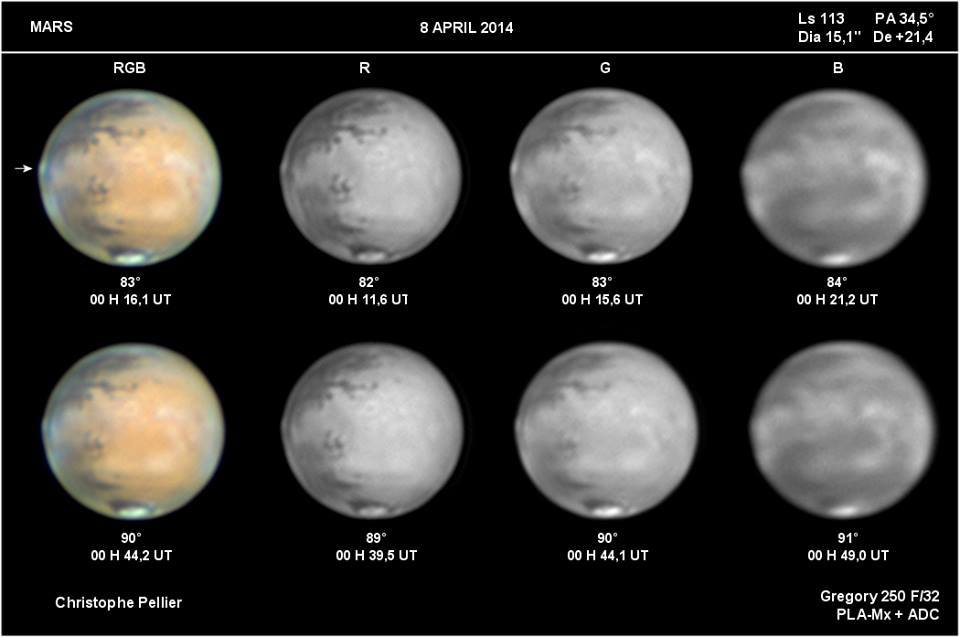 MARS
8 APRIL 2014
Ls 113 PA 34,5°
Dia 15,1" De +21,4
RGB R G B
83° 82° 83° 84°
00 H 16,1 UT 00 H 11,6 UT 00 H 15,6 UT 00 H 21,2 UT
90° 89° 90° 91°
00 H 44,2 UT 00 H 39,5 UT 00 H 44,1 UT 00 H 49,0 UT
Christophe Pellier
Gregory 250 F/32
PLA-Mx + ADC